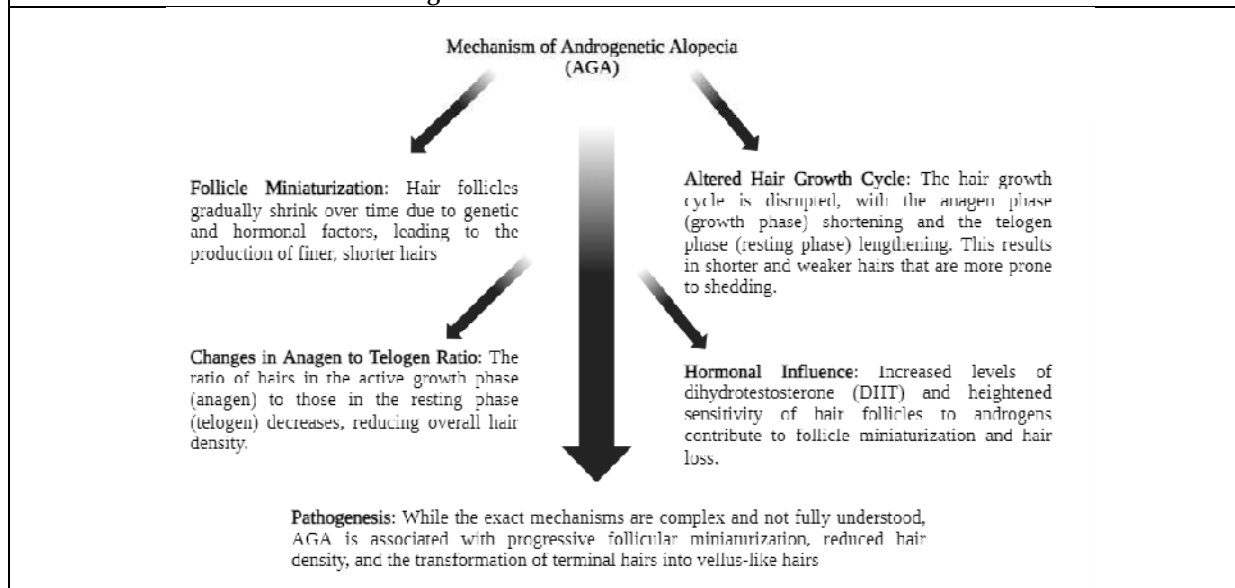 Mechanism of Androgenetic Alopecia
(AGA)
Follicle Miniaturization: Hair follicles
gradually shrink over time due to genetic
and hormonal factors, leading to the
production of finer, shorter hairs
Altered Hair Growth Cycle: The hair growth
cycle is disrupted, with the anagen phase
(growth phase) shortening and the telogen
phase (resting phase) lengthening. This results
in shorter and weaker hairs that are more prone
to shedding.
Changes in Anagen to Telogen Ratio: The
ratio of hairs in the active growth phase
(anagen) to those in the resting phase
(telogen) decreases, reducing overall hair
density.
Hormonal Influence: Increased levels of
dihydrotestosterone (DHT) and heightened
sensitivity of hair follicles to androgens
contribute to follicle miniaturization and hair
loss.
Pathogenesis: While the exact mechanisms are complex and not fully understood,
AGA is associated with progressive follicular miniaturization, reduced hair
density, and the transformation of terminal hairs into vellus-like hairs